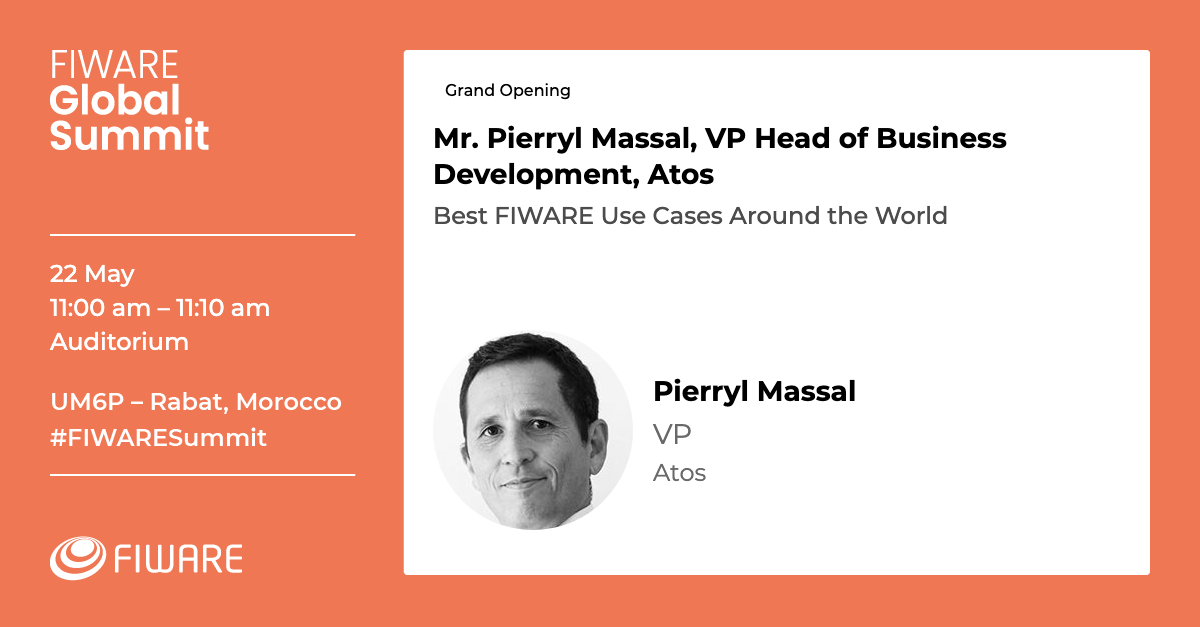 FIWARE
Global
Summit
22 May
11:00 am – 11:10 am
Auditorium
UM6P – Rabat, Morocco
#FIWARESummit
FIWARE
Grand Opening
Mr. Pierryl Massal, VP Head of Business
Development, Atos
Best FIWARE Use Cases Around the World
Pierryl Massal
VP
Atos